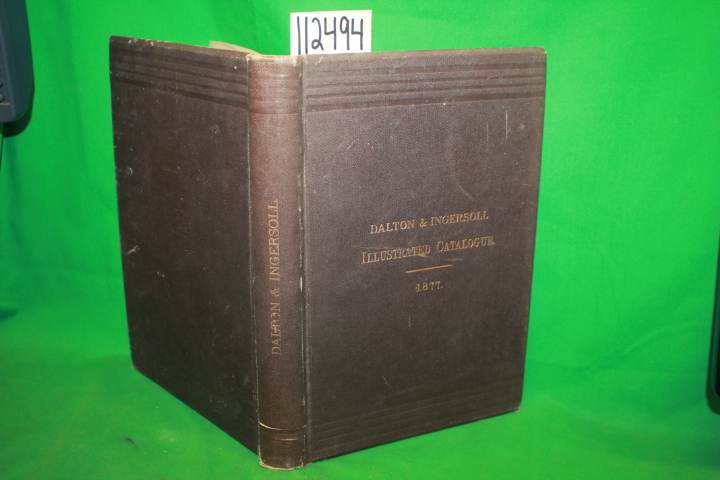 112494
DALTON & INGERSOLL
DALTON & INGERSOLL
ILLUSTRATED CATALOGUE.
1877.